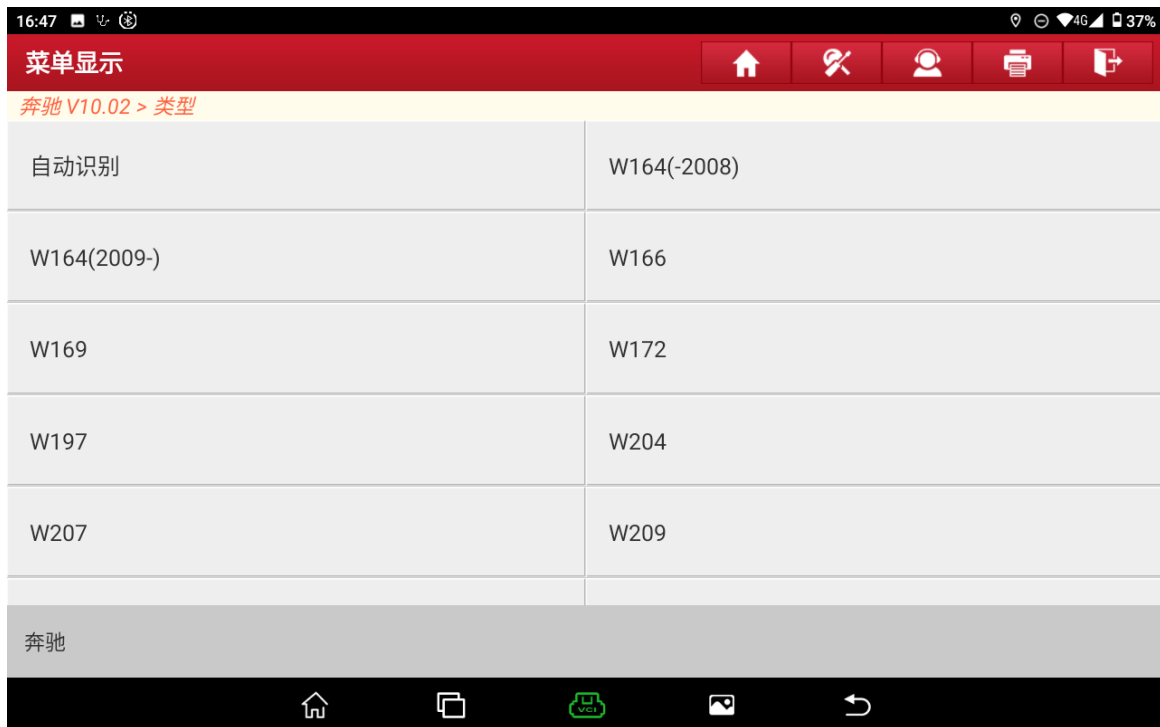 16:47 4G 37%
菜单显示
奔驰 V10.02 > 类型
自动识别 W164(-2008)
W164(2009-) W166
W169 W172
W197 W204
W207 W209
奔驰
VCI